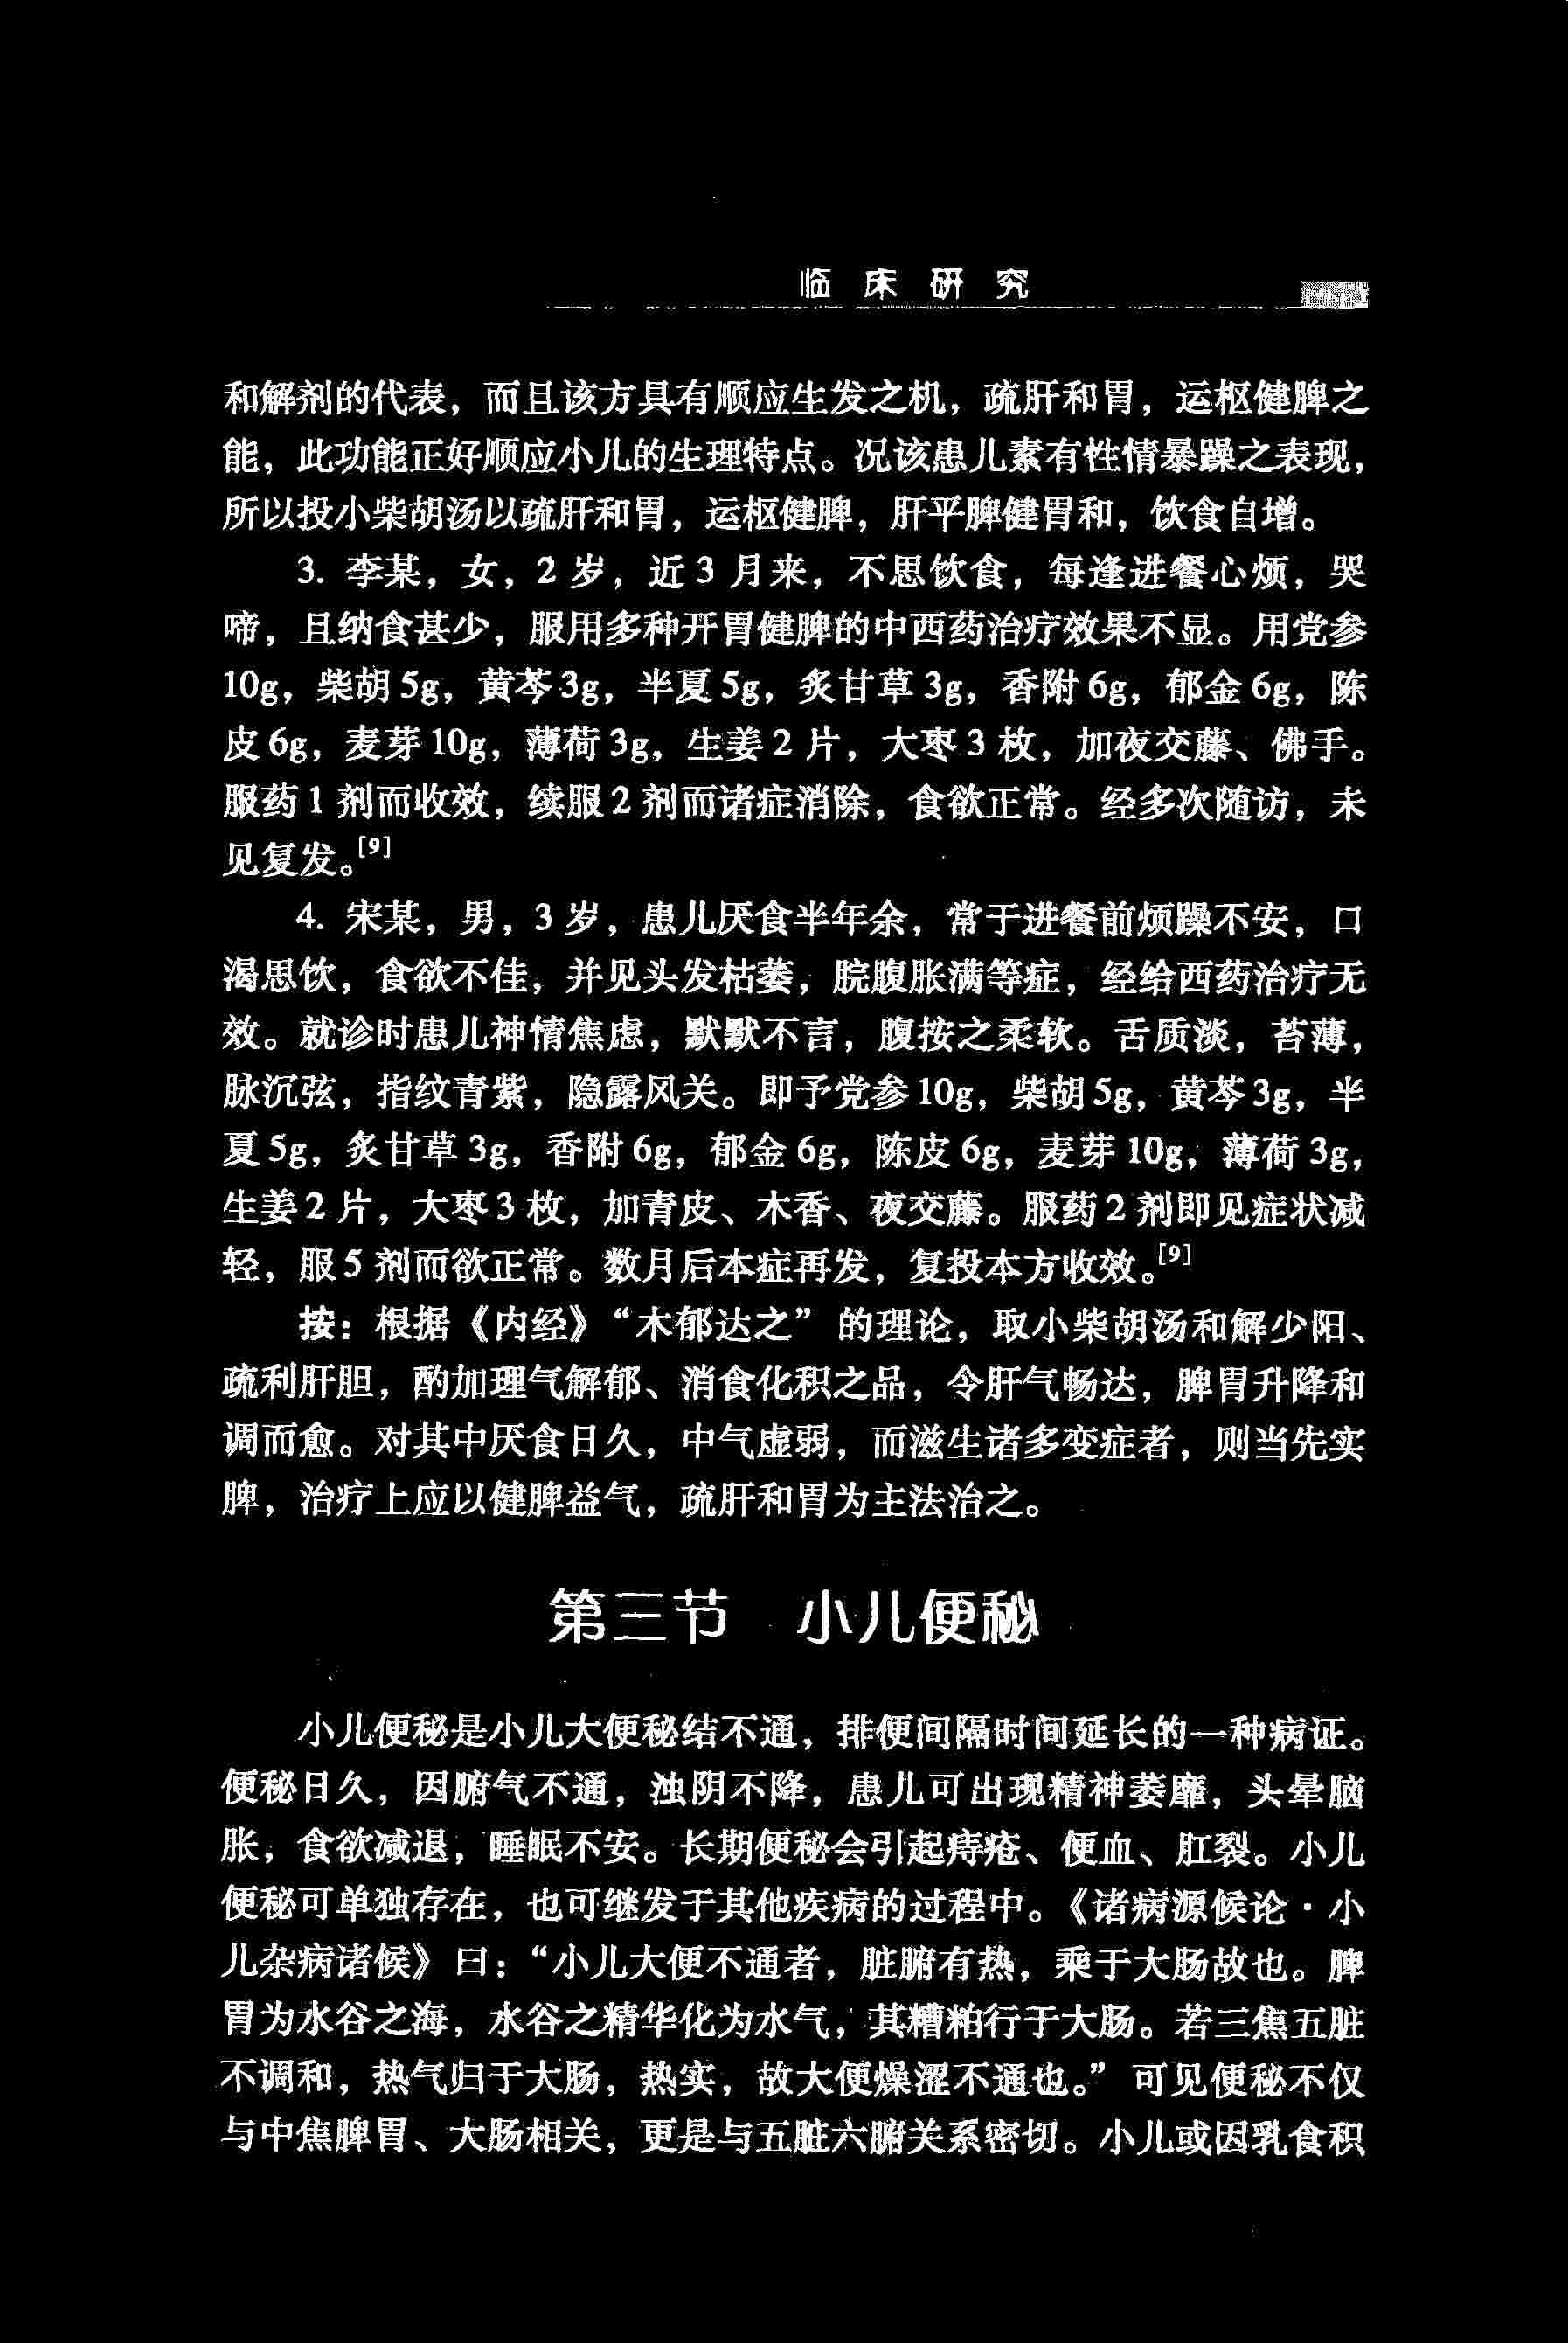 临床研究
和解剂的代表，而且该方具有顺应生发之机，疏肝和胃，运枢健脾之
能，此功能正好顺应小儿的生理特点。况该患儿素有性情暴躁之表现，
所以投小柴胡汤以疏肝和胃，运枢健脾，肝平脾健胃和，饮食自增。
3. 李某，女，2 岁，近 3 月来，不思饮食，每逢进餐心烦，哭
啼，且纳食甚少，服用多种开胃健脾的中西药治疗效果不显。用党参
10g，柴胡 5g，黄芩 3g，半夏 5g，炙甘草 3g，香附 6g，郁金 6g，陈
皮 6g，麦芽 10g，薄荷 3g，生姜 2 片，大枣 3 枚，加夜交藤、佛手。
服药 1 剂而收效，续服 2 剂而诸症消除，食欲正常。经多次随访，未
见复发。[9]
4. 宋某，男，3 岁，患儿厌食半年余，常于进餐前烦躁不安，口
渴思饮，食欲不佳，并见头发枯萎，脘腹胀满等症，经给西药治疗无
效。就诊时患儿神情焦虑，默默不言，腹按之柔软。舌质淡，苔薄，
脉沉弦，指纹青紫，隐露风关。即予党参 10g，柴胡 5g，黄芩 3g，半
夏 5g，炙甘草 3g，香附 6g，郁金 6g，陈皮 6g，麦芽 10g，薄荷 3g，
生姜 2 片，大枣 3 枚，加青皮、木香、夜交藤。服药 2 剂即见症状减
轻，服 5 剂而欲正常。数月后本症再发，复投本方收效。[9]
按：根据《内经》“木郁达之”的理论，取小柴胡汤和解少阳、
疏利肝胆，酌加理气解郁、消食化积之品，令肝气畅达，脾胃升降和
调而愈。对其中厌食日久，中气虚弱，而滋生诸多变症者，则当先实
脾，治疗上应以健脾益气，疏肝和胃为主法治之。
第三节 小儿便秘
小儿便秘是小儿大便秘结不通，排便间隔时间延长的一种病证。
便秘日久，因腑气不通，浊阴不降，患儿可出现精神萎靡，头晕脑
胀，食欲减退，睡眠不安。长期便秘会引起痔疮、便血、肛裂。小儿
便秘可单独存在，也可继发于其他疾病的过程中。《诸病源候论·小
儿杂病诸候》曰：“小儿大便不通者，脏腑有热，乘于大肠故也。脾
胃为水谷之海，水谷之精华化为水气，其糟粕行于大肠。若三焦五脏
不调和，热气归于大肠，热实，故大便燥涩不通也。”可见便秘不仅
与中焦脾胃、大肠相关，更是与五脏六腑关系密切。小儿或因乳食积